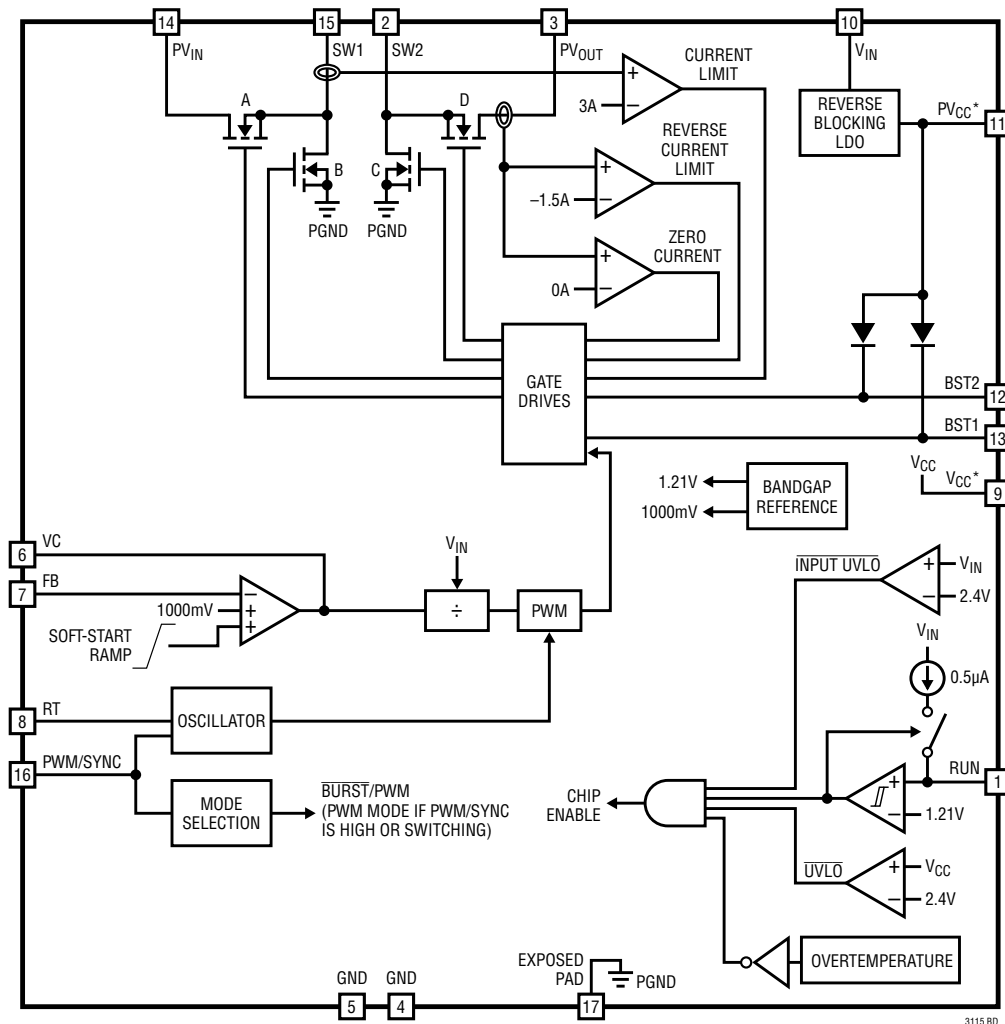 14
15
2
3
10
PVIN
SW1
SW2
PVOUT
VIN
CURRENT
LIMIT
+
3A
–
A
D
REVERSE
BLOCKING
LDO
PVCC*
11
REVERSE
CURRENT
LIMIT
+
–1.5A
–
B
C
PGND
PGND
ZERO
CURRENT
+
0A
–
GATE
DRIVES
BST2
12
BST1
13
VCC
VCC*
9
1.21V
1000mV
BANDGAP
REFERENCE
6
VC
7
FB
1000mV
SOFT-START
RAMP
–
+
+
VIN
÷
PWM
INPUT UVLO
+
–
VIN
2.4V
VIN
0.5µA
8
RT
OSCILLATOR
16
PWM/SYNC
MODE
SELECTION
BURST/PWM
(PWM MODE IF PWM/SYNC
IS HIGH OR SWITCHING)
CHIP
ENABLE
RUN
1
+
–
1.21V
UVLO
+
–
VCC
2.4V
OVERTEMPERATURE
GND
GND
5
4
EXPOSED
PAD
PGND
17
3115 BD